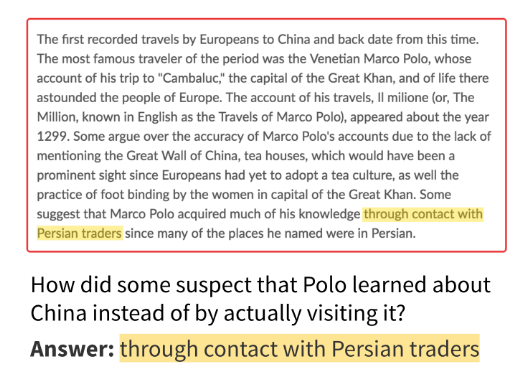 The first recorded travels by Europeans to China and back date from this time.
The most famous traveler of the period was the Venetian Marco Polo, whose
account of his trip to "Cambaluc," the capital of the Great Khan, and of life there
astounded the people of Europe. The account of his travels, Il milione (or, The
Million, known in English as the Travels of Marco Polo), appeared about the year
1299. Some argue over the accuracy of Marco Polo's accounts due to the lack of
mentioning the Great Wall of China, tea houses, which would have been a
prominent sight since Europeans had yet to adopt a tea culture, as well the
practice of foot binding by the women in capital of the Great Khan. Some
suggest that Marco Polo acquired much of his knowledge through contact with
Persian traders since many of the places he named were in Persian.
How did some suspect that Polo learned about
China instead of by actually visiting it?
Answer: through contact with Persian traders